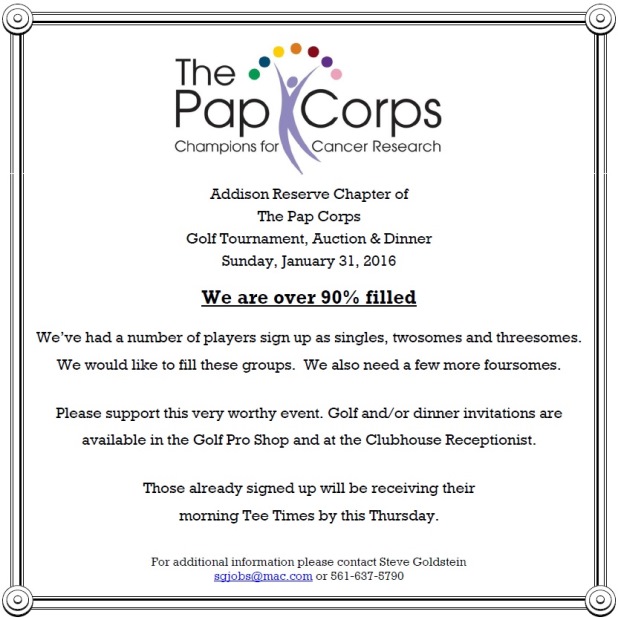 The
Pap Corps
Champions for Cancer Research
Addison Reserve Chapter of
The Pap Corps
Golf Tournament, Auction & Dinner
Sunday, January 31, 2016
We are over 90% filled
We’ve had a number of players sign up as singles, twosomes and threesomes.
We would like to fill these groups.  We also need a few more foursomes.
Please support this very worthy event. Golf and/or dinner invitations are
available in the Golf Pro Shop and at the Clubhouse Receptionist.
Those already signed up will be receiving their
morning Tee Times by this Thursday.
For additional information please contact Steve Goldstein
sgjobs@mac.com or 561-637-5790